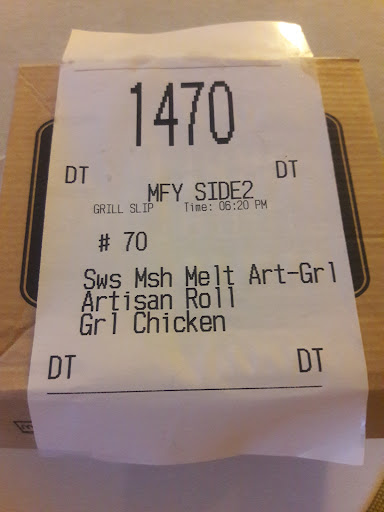 1470
DT DT
MFY SIDE2
GRILL SLIP Time: 06:20 PM
# 70
Sws Msh Melt Art-Grl
Artisan Roll
Grl Chicken
DT DT